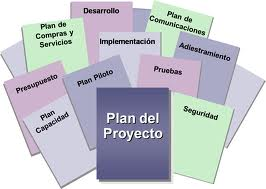 Desarrollo
Plan de
Comunicaciones
Plan de
Compras y
Servicios
Implementación
Adiestramiento
Presupuesto
Plan Piloto
Pruebas
Plan
Capacidad
Seguridad
Plan del
Proyecto